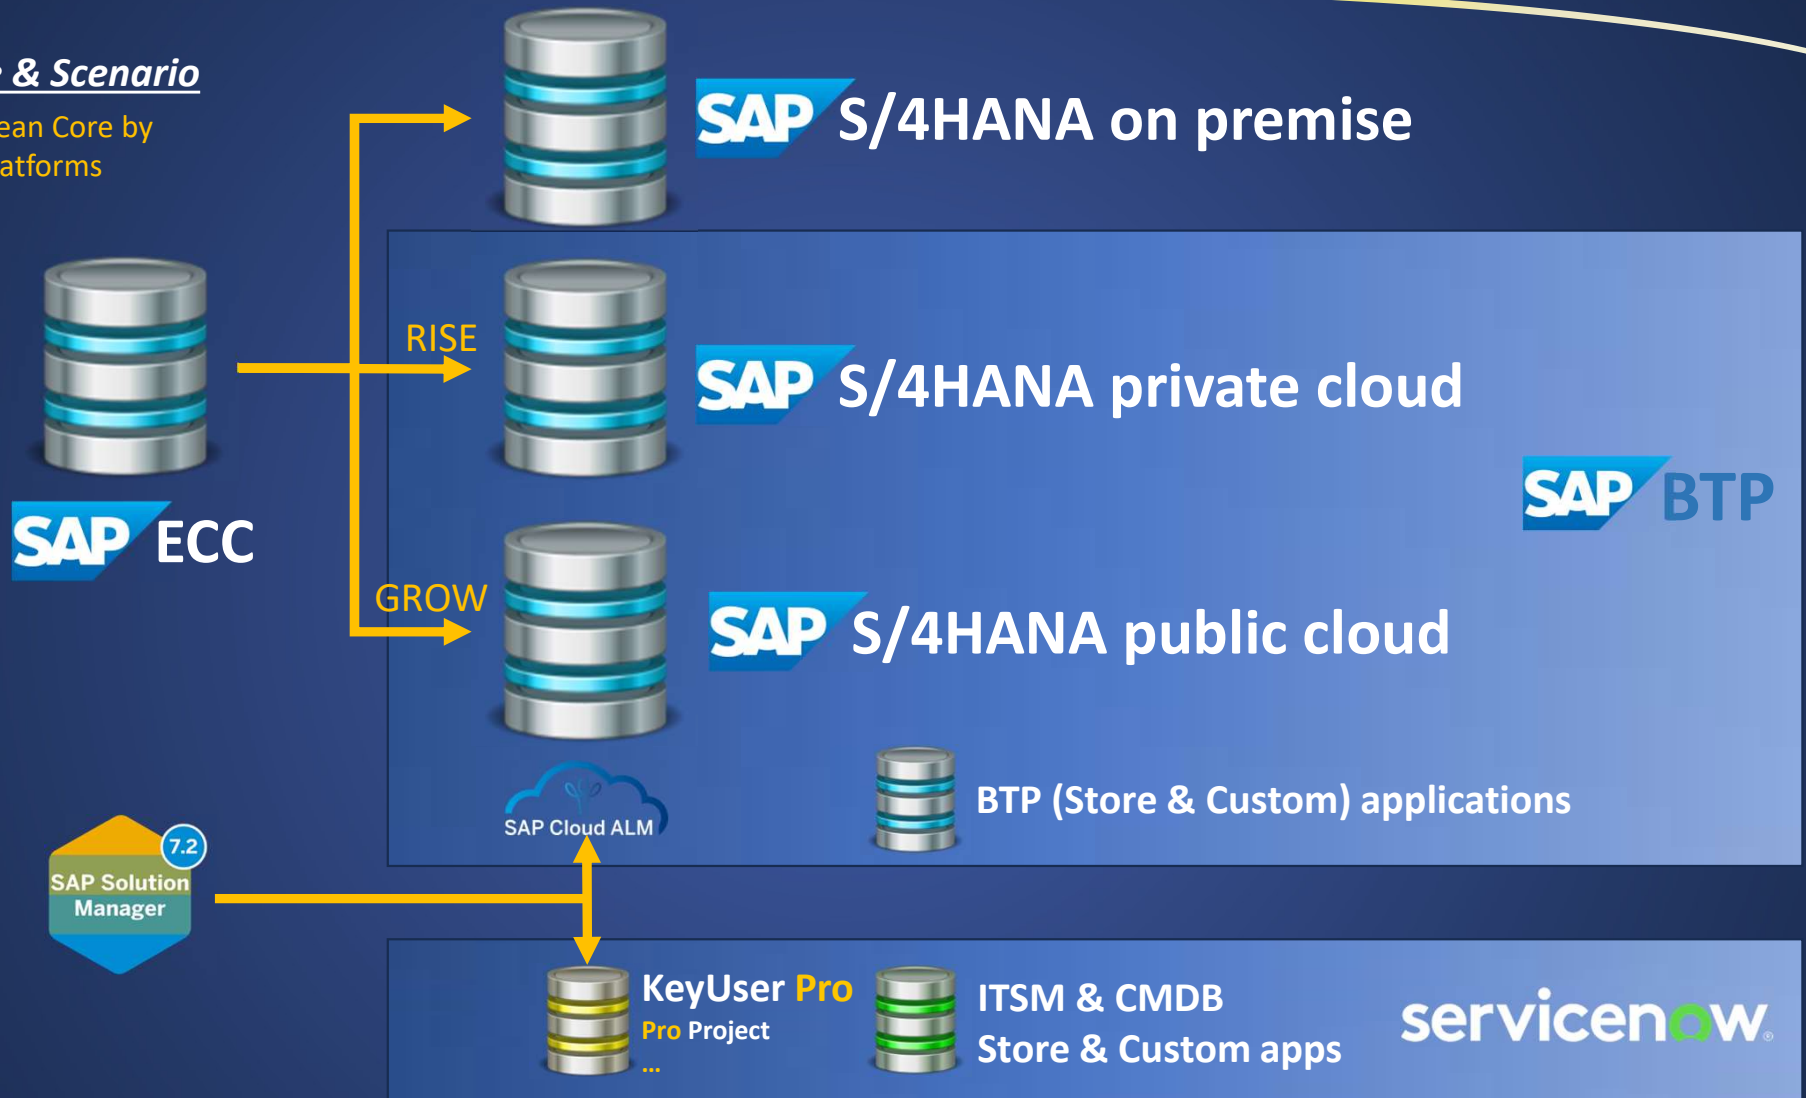 & Scenario
ean Core by
atforms
SAP S/4HANA on premise
RISE
SAP S/4HANA private cloud
SAP BTP
SAP ECC
GROW
SAP S/4HANA public cloud
SAP Cloud ALM
BTP (Store & Custom) applications
7.2
SAP Solution
Manager
KeyUser Pro
Pro Project
...
ITSM & CMDB
Store & Custom apps
servicenow®